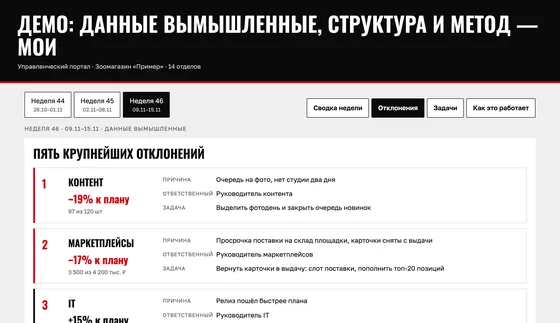 ДЕМО: ДАННЫЕ ВЫМЫШЛЕННЫЕ, СТРУКТУРА И МЕТОД —
МОИ
Управленческий портал · Зоомагазин «Пример» · 14 отделов
Неделя 44
26.10–01.11
Неделя 45
02.11–08.11
Неделя 46
09.11–15.11
Сводка недели
Отклонения
Задачи
Как это работает
НЕДЕЛЯ 46 · 09.11–15.11 · ДАННЫЕ ВЫМЫШЛЕННЫЕ
ПЯТЬ КРУПНЕЙШИХ ОТКЛОНЕНИЙ
1
КОНТЕНТ
−19% к плану
97 из 120 шт
ПРИЧИНА Очередь на фото, нет студии два дня
ОТВЕТСТВЕННЫЙ Руководитель контента
ЗАДАЧА Выделить фотодень и закрыть очередь новинок
2
МАРКЕТПЛЕЙСЫ
−17% к плану
3 500 из 4 200 тыс. ₽
ПРИЧИНА Просрочка поставки на склад площадки, карточки сняты с выдачи
ОТВЕТСТВЕННЫЙ Руководитель маркетплейсов
ЗАДАЧА Вернуть карточки в выдачу: слот поставки, пополнить топ-20 позиций
3
IT
+15% к плану
ПРИЧИНА Релиз пошёл быстрее плана
ОТВЕТСТВЕННЫЙ Руководитель IT